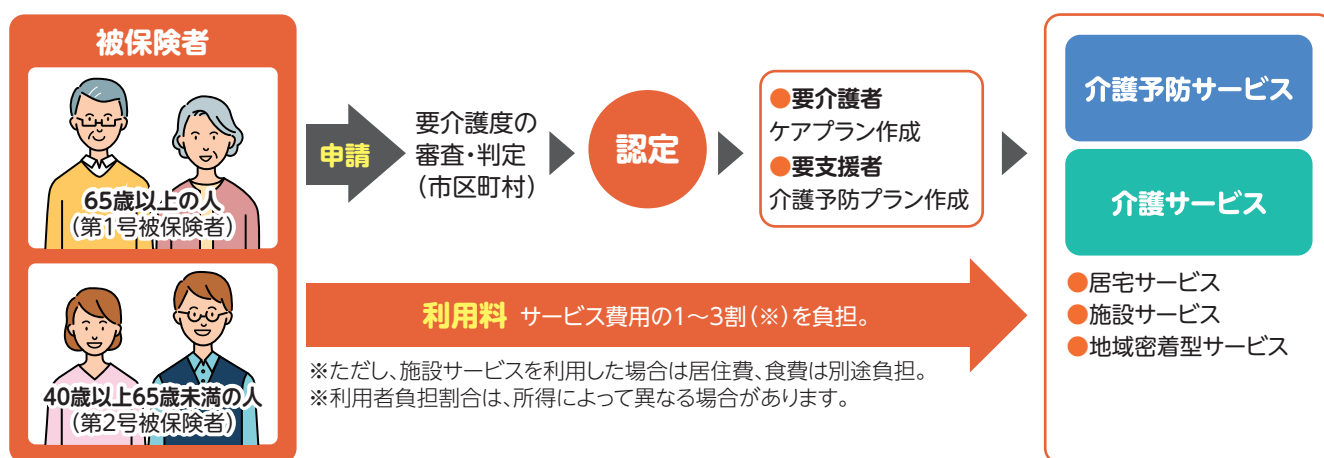 被保険者
65歳以上の人
(第1号被保険者)
40歳以上65歳未満の人
(第2号被保険者)
申請
要介護度の
審査・判定
(市区町村)
認定
●要介護者
ケアプラン作成
●要支援者
介護予防プラン作成
利用料 サービス費用の1～3割(※)を負担。
※ただし、施設サービスを利用した場合は居住費、食費は別途負担。
※利用者負担割合は、所得によって異なる場合があります。
介護予防サービス
介護サービス
●居宅サービス
●施設サービス
●地域密着型サービス